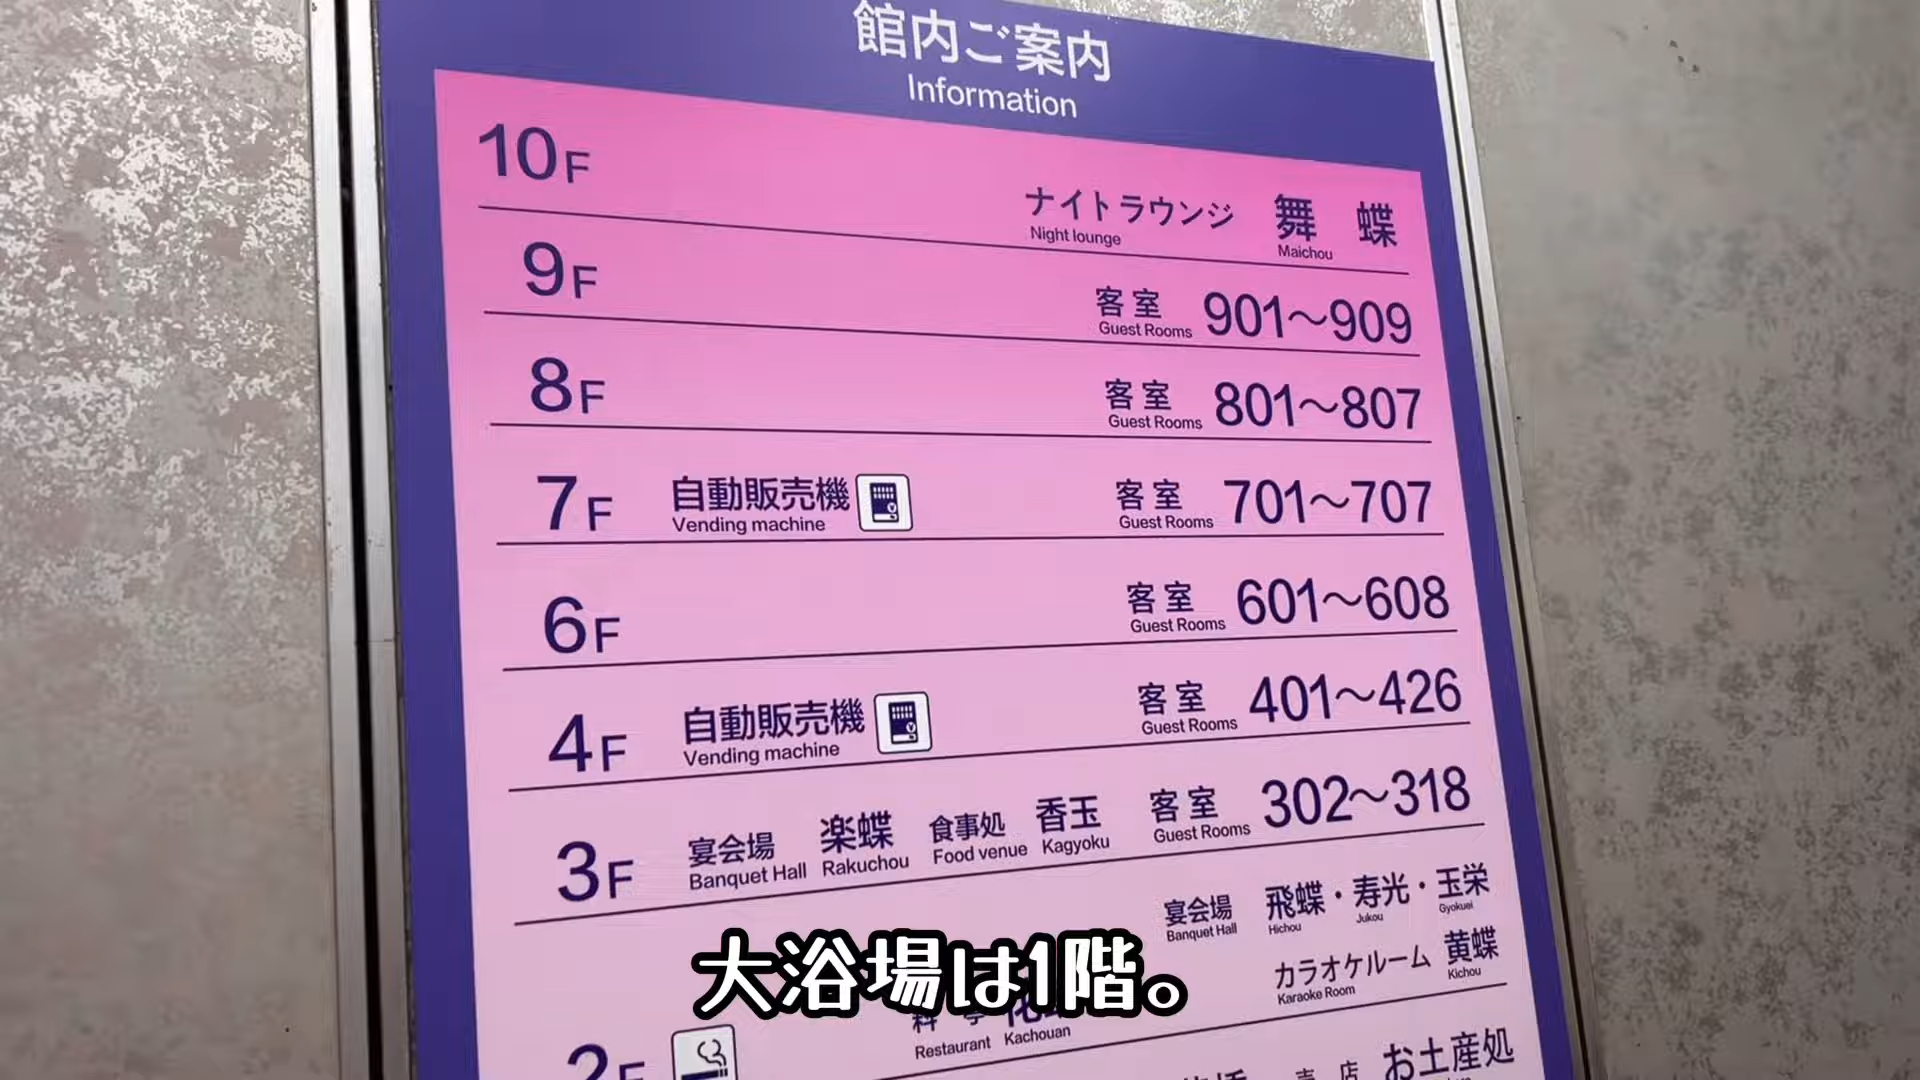 館内ご案内
Information
10F
ナイトラウンジ 舞蝶
Night lounge Maichou
9F
客室 901〜909
Guest Rooms
8F
客室 801〜807
Guest Rooms
7F 自動販売機 客室 701〜707
Vending machine Guest Rooms
6F
客室 601〜608
Guest Rooms
4F 自動販売機 客室 401〜426
Vending machine Guest Rooms
3F 宴会場 楽蝶 食事処 香玉 客室 302〜318
Banquet Hall Rakuchou Food venue Kagyoku Guest Rooms
宴会場 飛蝶・寿光・玉栄
Banquet Hall Hichou Jukou Gyokuei
カラオケルーム 黄蝶
Karaoke Room Kichou
大浴場は1階。
Restaurant Kachouan
2F
売店 お土産処